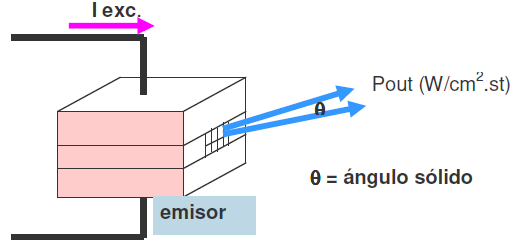 I exc.
Pout (W/cm².st)
θ
θ = ángulo sólido
emisor